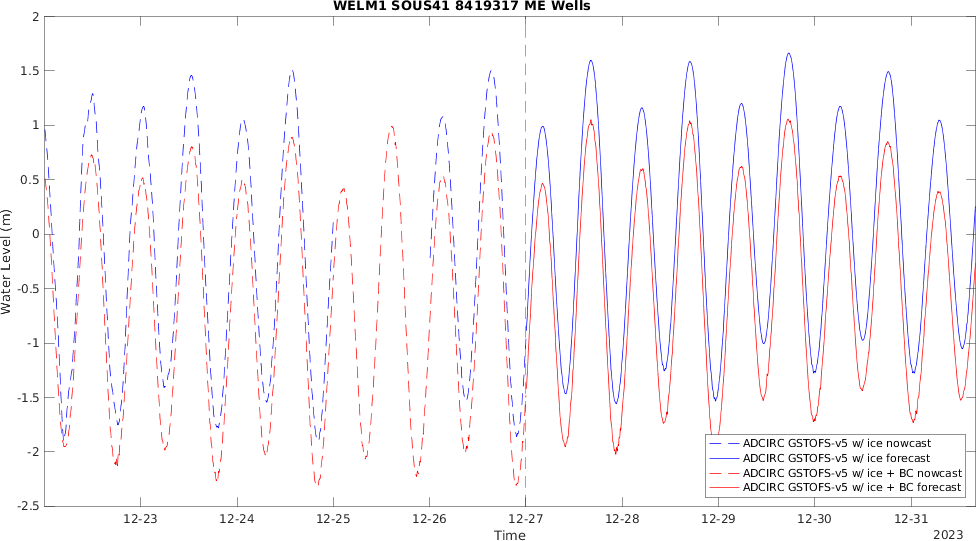 WELM1 SOUS41 8419317 ME Wells
2
1.5
1
0.5
0
-0.5
-1
-1.5
-2
-2.5
Water Level (m)
ADCIRC GSTOFS-v5 w/ ice nowcast
ADCIRC GSTOFS-v5 w/ ice forecast
ADCIRC GSTOFS-v5 w/ ice + BC nowcast
ADCIRC GSTOFS-v5 w/ ice + BC forecast
12-23 12-24 12-25 12-26 12-27 12-28 12-29 12-30 12-31
Time
2023